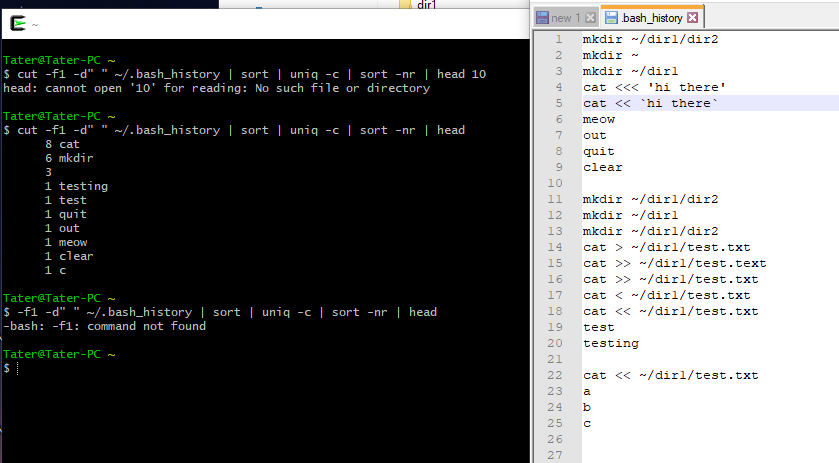 dir1
~
Tater@Tater-PC ~
$ cut -f1 -d" " ~/.bash_history | sort | uniq -c | sort -nr | head 10
head: cannot open '10' for reading: No such file or directory
Tater@Tater-PC ~
$ cut -f1 -d" " ~/.bash_history | sort | uniq -c | sort -nr | head
8 cat
6 mkdir
3
1 testing
1 test
1 quit
1 out
1 meow
1 clear
1 c
Tater@Tater-PC ~
$ -f1 -d" " ~/.bash_history | sort | uniq -c | sort -nr | head
-bash: -f1: command not found
Tater@Tater-PC ~
$
new 1
.bash_history
1 mkdir ~/dir1/dir2
2 mkdir ~
3 mkdir ~/dir1
4 cat <<< 'hi there'
5 cat << `hi there`
6 meow
7 out
8 quit
9 clear
10
11 mkdir ~/dir1/dir2
12 mkdir ~/dir1
13 mkdir ~/dir1/dir2
14 cat > ~/dir1/test.txt
15 cat >> ~/dir1/test.text
16 cat >> ~/dir1/test.txt
17 cat < ~/dir1/test.txt
18 cat << ~/dir1/test.txt
19 test
20 testing
21
22 cat << ~/dir1/test.txt
23 a
24 b
25 c
26
27